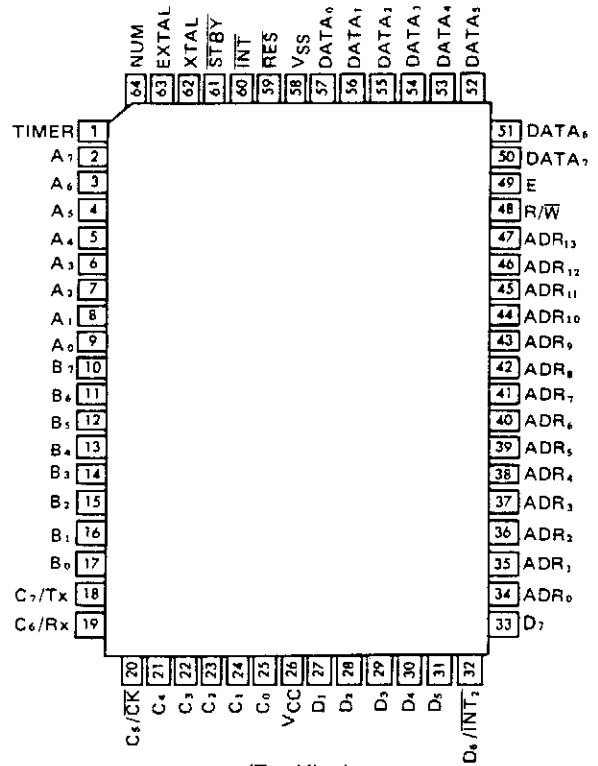 NUM
EXTAL
XTAL
STBY
INT
RES
VSS
DATA₀
DATA₁
DATA₂
DATA₃
DATA₄
DATA₅
64 63 62 61 60 59 58 57 56 55 54 53 52
TIMER 1
A₇ 2
A₆ 3
A₅ 4
A₄ 5
A₃ 6
A₂ 7
A₁ 8
A₀ 9
B₇ 10
B₆ 11
B₅ 12
B₄ 13
B₃ 14
B₂ 15
B₁ 16
B₀ 17
C₇/Tx 18
C₆/Rx 19
51 DATA₆
50 DATA₇
49 E
48 R/W
47 ADR₁₃
46 ADR₁₂
45 ADR₁₁
44 ADR₁₀
43 ADR₉
42 ADR₈
41 ADR₇
40 ADR₆
39 ADR₅
38 ADR₄
37 ADR₃
36 ADR₂
35 ADR₁
34 ADR₀
33 D₇
20 21 22 23 24 25 26 27 28 29 30 31 32
C₅/CK
C₄
C₃
C₂
C₁
C₀
VCC
D₁
D₂
D₃
D₄
D₅
D₆/INT₂